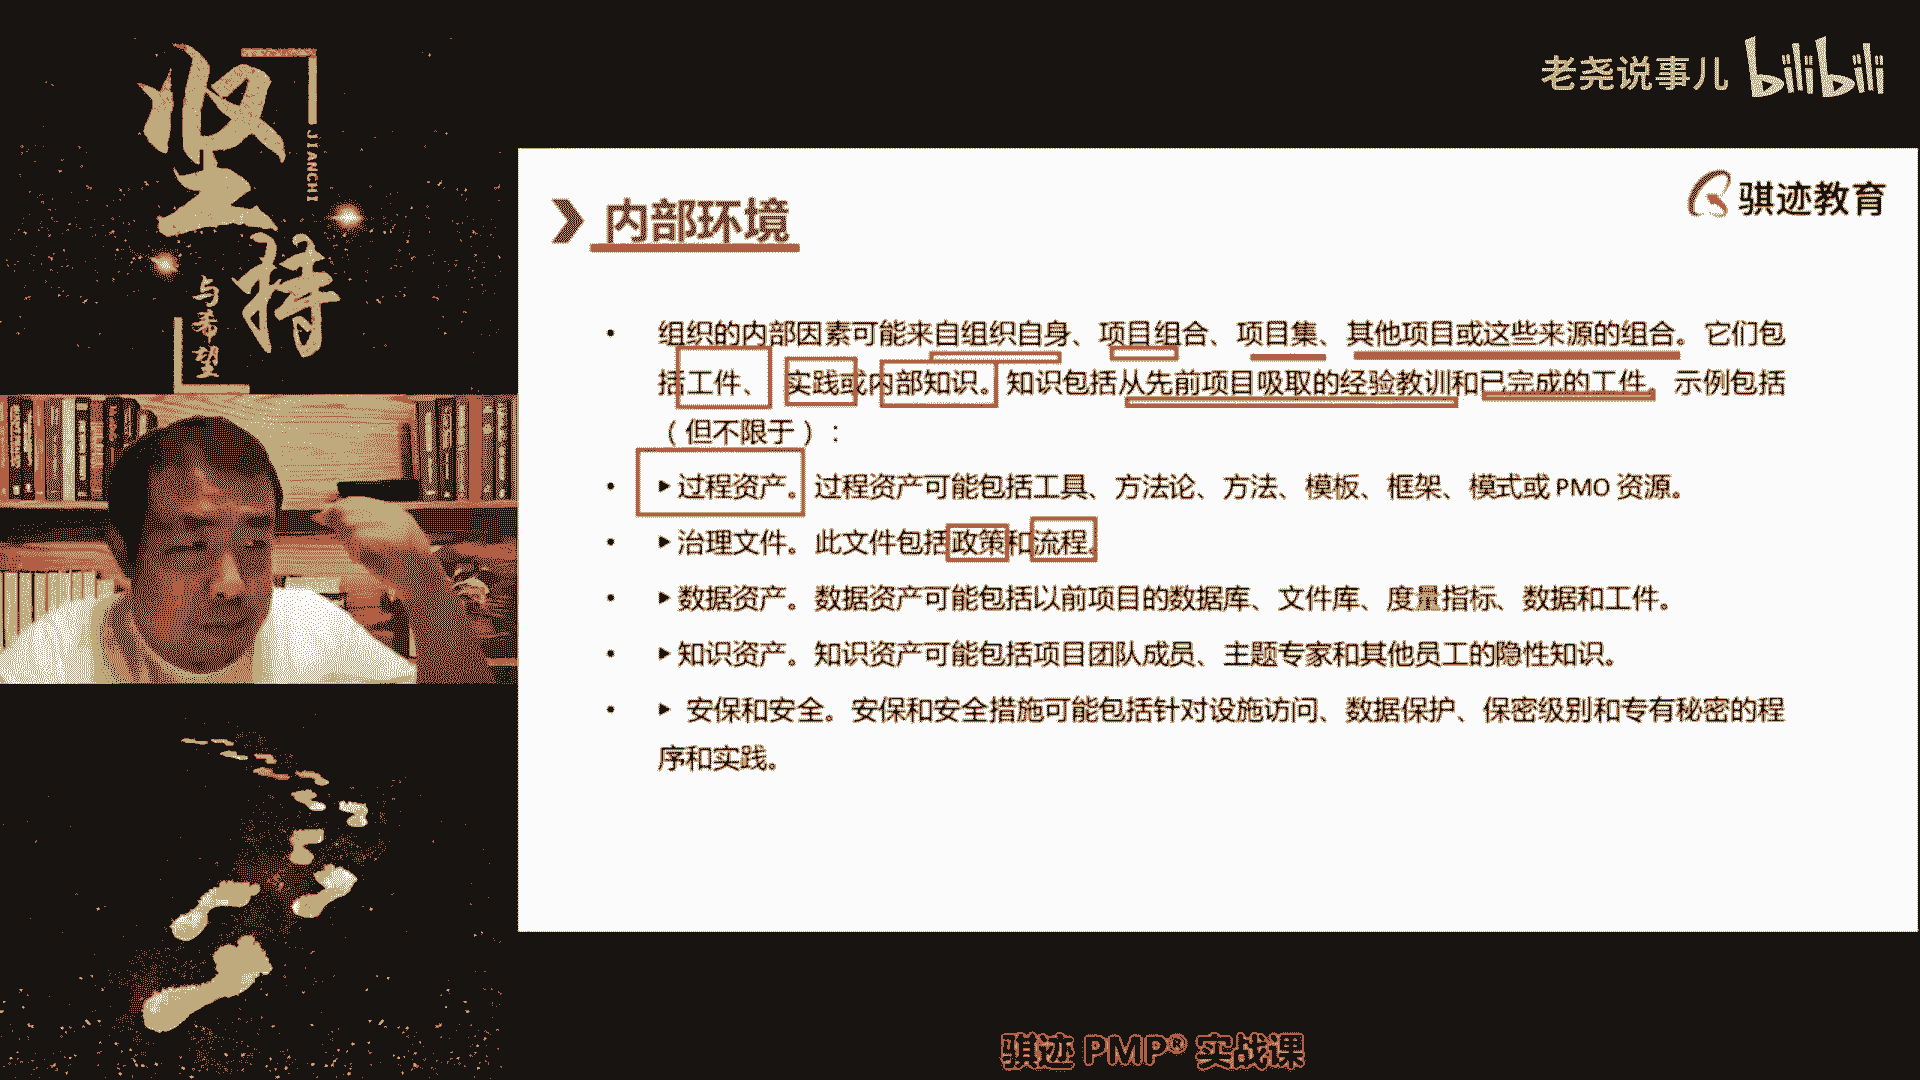 坚持
JIANCHI
与希望
老尧说事儿 bilibili
骐迹教育
内部环境
• 组织的内部因素可能来自组织自身、项目组合、项目集、其他项目或这些来源的组合。它们包
括工件、 实践或内部知识。 知识包括从先前项目吸取的经验教训和已完成的工件。 示例包括
（但不限于）：
• ▶过程资产。过程资产可能包括工具、方法论、方法、模板、框架、模式或 PMO 资源。
• ▶治理文件。此文件包括政策和流程。
• ▶数据资产。数据资产可能包括以前项目的数据库、文件库、度量指标、数据和工件。
• ▶知识资产。知识资产可能包括项目团队成员、主题专家和其他员工的隐性知识。
• ▶ 安保和安全。安保和安全措施可能包括针对设施访问、数据保护、保密级别和专有秘密的程
序和实践。
骐迹 PMP® 实战课